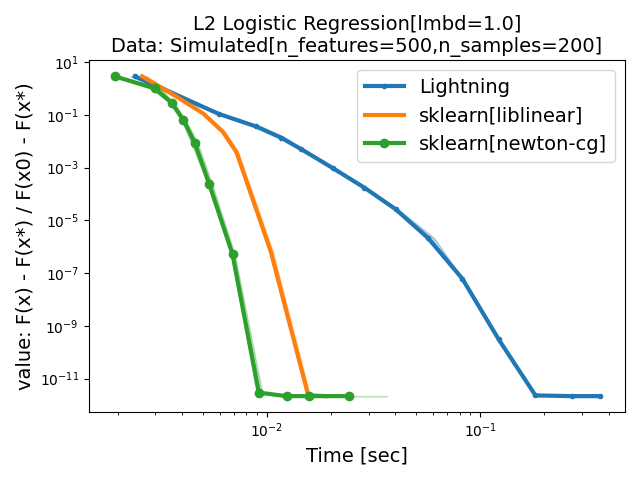 L2 Logistic Regression[lmbd=1.0]
Data: Simulated[n_features=500,n_samples=200]
value: F(x) - F(x*) / F(x0) - F(x*)
10¹
10⁻¹
10⁻³
10⁻⁵
10⁻⁷
10⁻⁹
10⁻¹¹
Lightning
sklearn[liblinear]
sklearn[newton-cg]
10⁻²
10⁻¹
Time [sec]